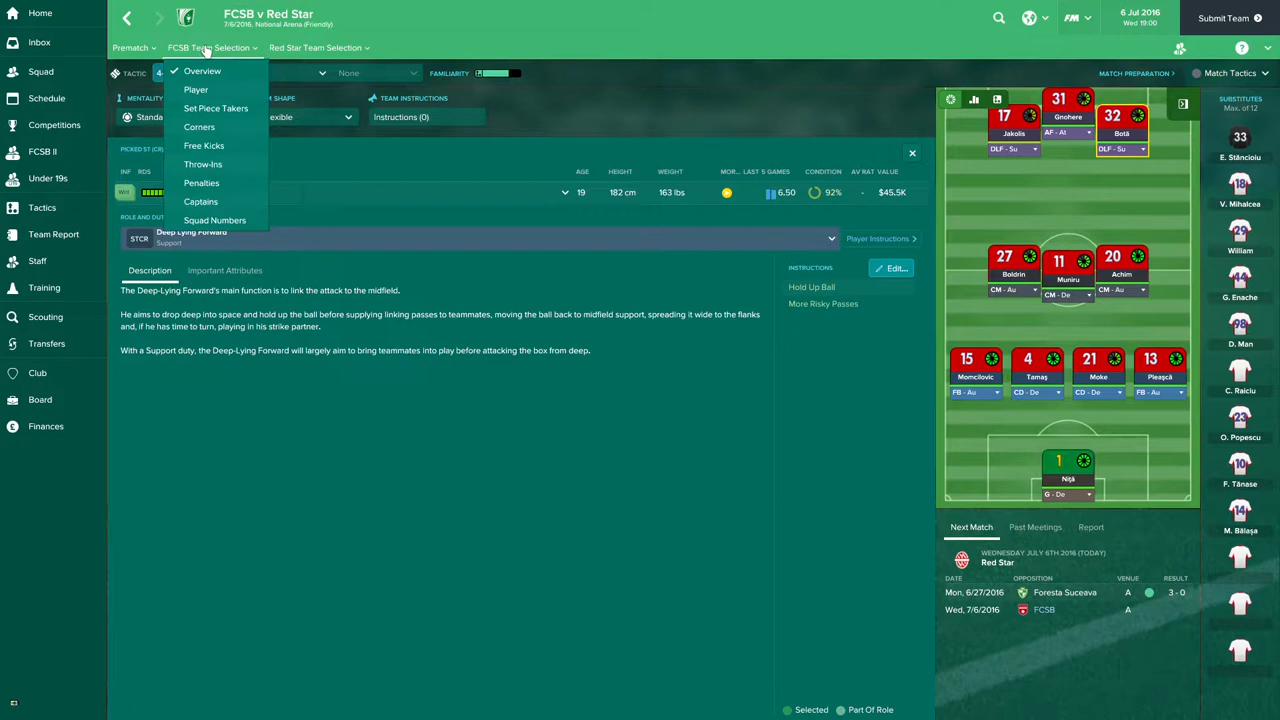 Home
Inbox
Squad
Schedule
Competitions
FCSB II
Under 19s
Tactics
Team Report
Staff
Training
Scouting
Transfers
Club
Board
Finances
FCSB v Red Star
7/6/2016, National Arena (Friendly)
FM
6 Jul 2016
Wed 19:00
Submit Team
Prematch
FCSB Team Selection
Red Star Team Selection
Overview
Player
Set Piece Takers
Corners
Free Kicks
Throw-Ins
Penalties
Captains
Squad Numbers
TACTIC
None
FAMILIARITY
MATCH PREPARATION
Match Tactics
TEAM INSTRUCTIONS
Instructions (0)
INF RDS
AGE HEIGHT WEIGHT MOR... LAST 5 GAMES CONDITION AV RAT VALUE
19 182 cm 163 lbs 6.50 92% - $45.5K
STCR
Deep Lying Forward
Support
Player Instructions
Description Important Attributes
The Deep-Lying Forward's main function is to link the attack to the midfield.
He aims to drop deep into space and hold up the ball before supplying linking passes to teammates, moving the ball back to midfield support, spreading it wide to the flanks
and, if he has time to turn, playing in his strike partner.
With a Support duty, the Deep-Lying Forward will largely aim to bring teammates into play before attacking the box from deep.
INSTRUCTIONS
Edit...
Hold Up Ball
More Risky Passes
Selected Part Of Role
17 Jakolis DLF - Su
31 Gnohere AF - At
32 Botă DLF - Su
27 Boldrin CM - Au
11 Muniru CM - De
20 Achim CM - Au
15 Momcilovic FB - Au
4 Tamaş CD - De
21 Moke CD - De
13 Pleaşcă FB - Au
1 Niţă G - De
Next Match Past Meetings Report
WEDNESDAY JULY 6TH 2016 (TODAY)
Red Star
DATE OPPOSITION VENUE RESULT
Mon, 6/27/2016 Foresta Suceava A 3 - 0
Wed, 7/6/2016 FCSB A
SUBSTITUTES
Max. of 12
33
E. Stăncioiu
18
V. Mihalcea
29
William
44
G. Enache
98
D. Man
C. Raiciu
23
O. Popescu
10
F. Tănase
14
M. Bălaşa